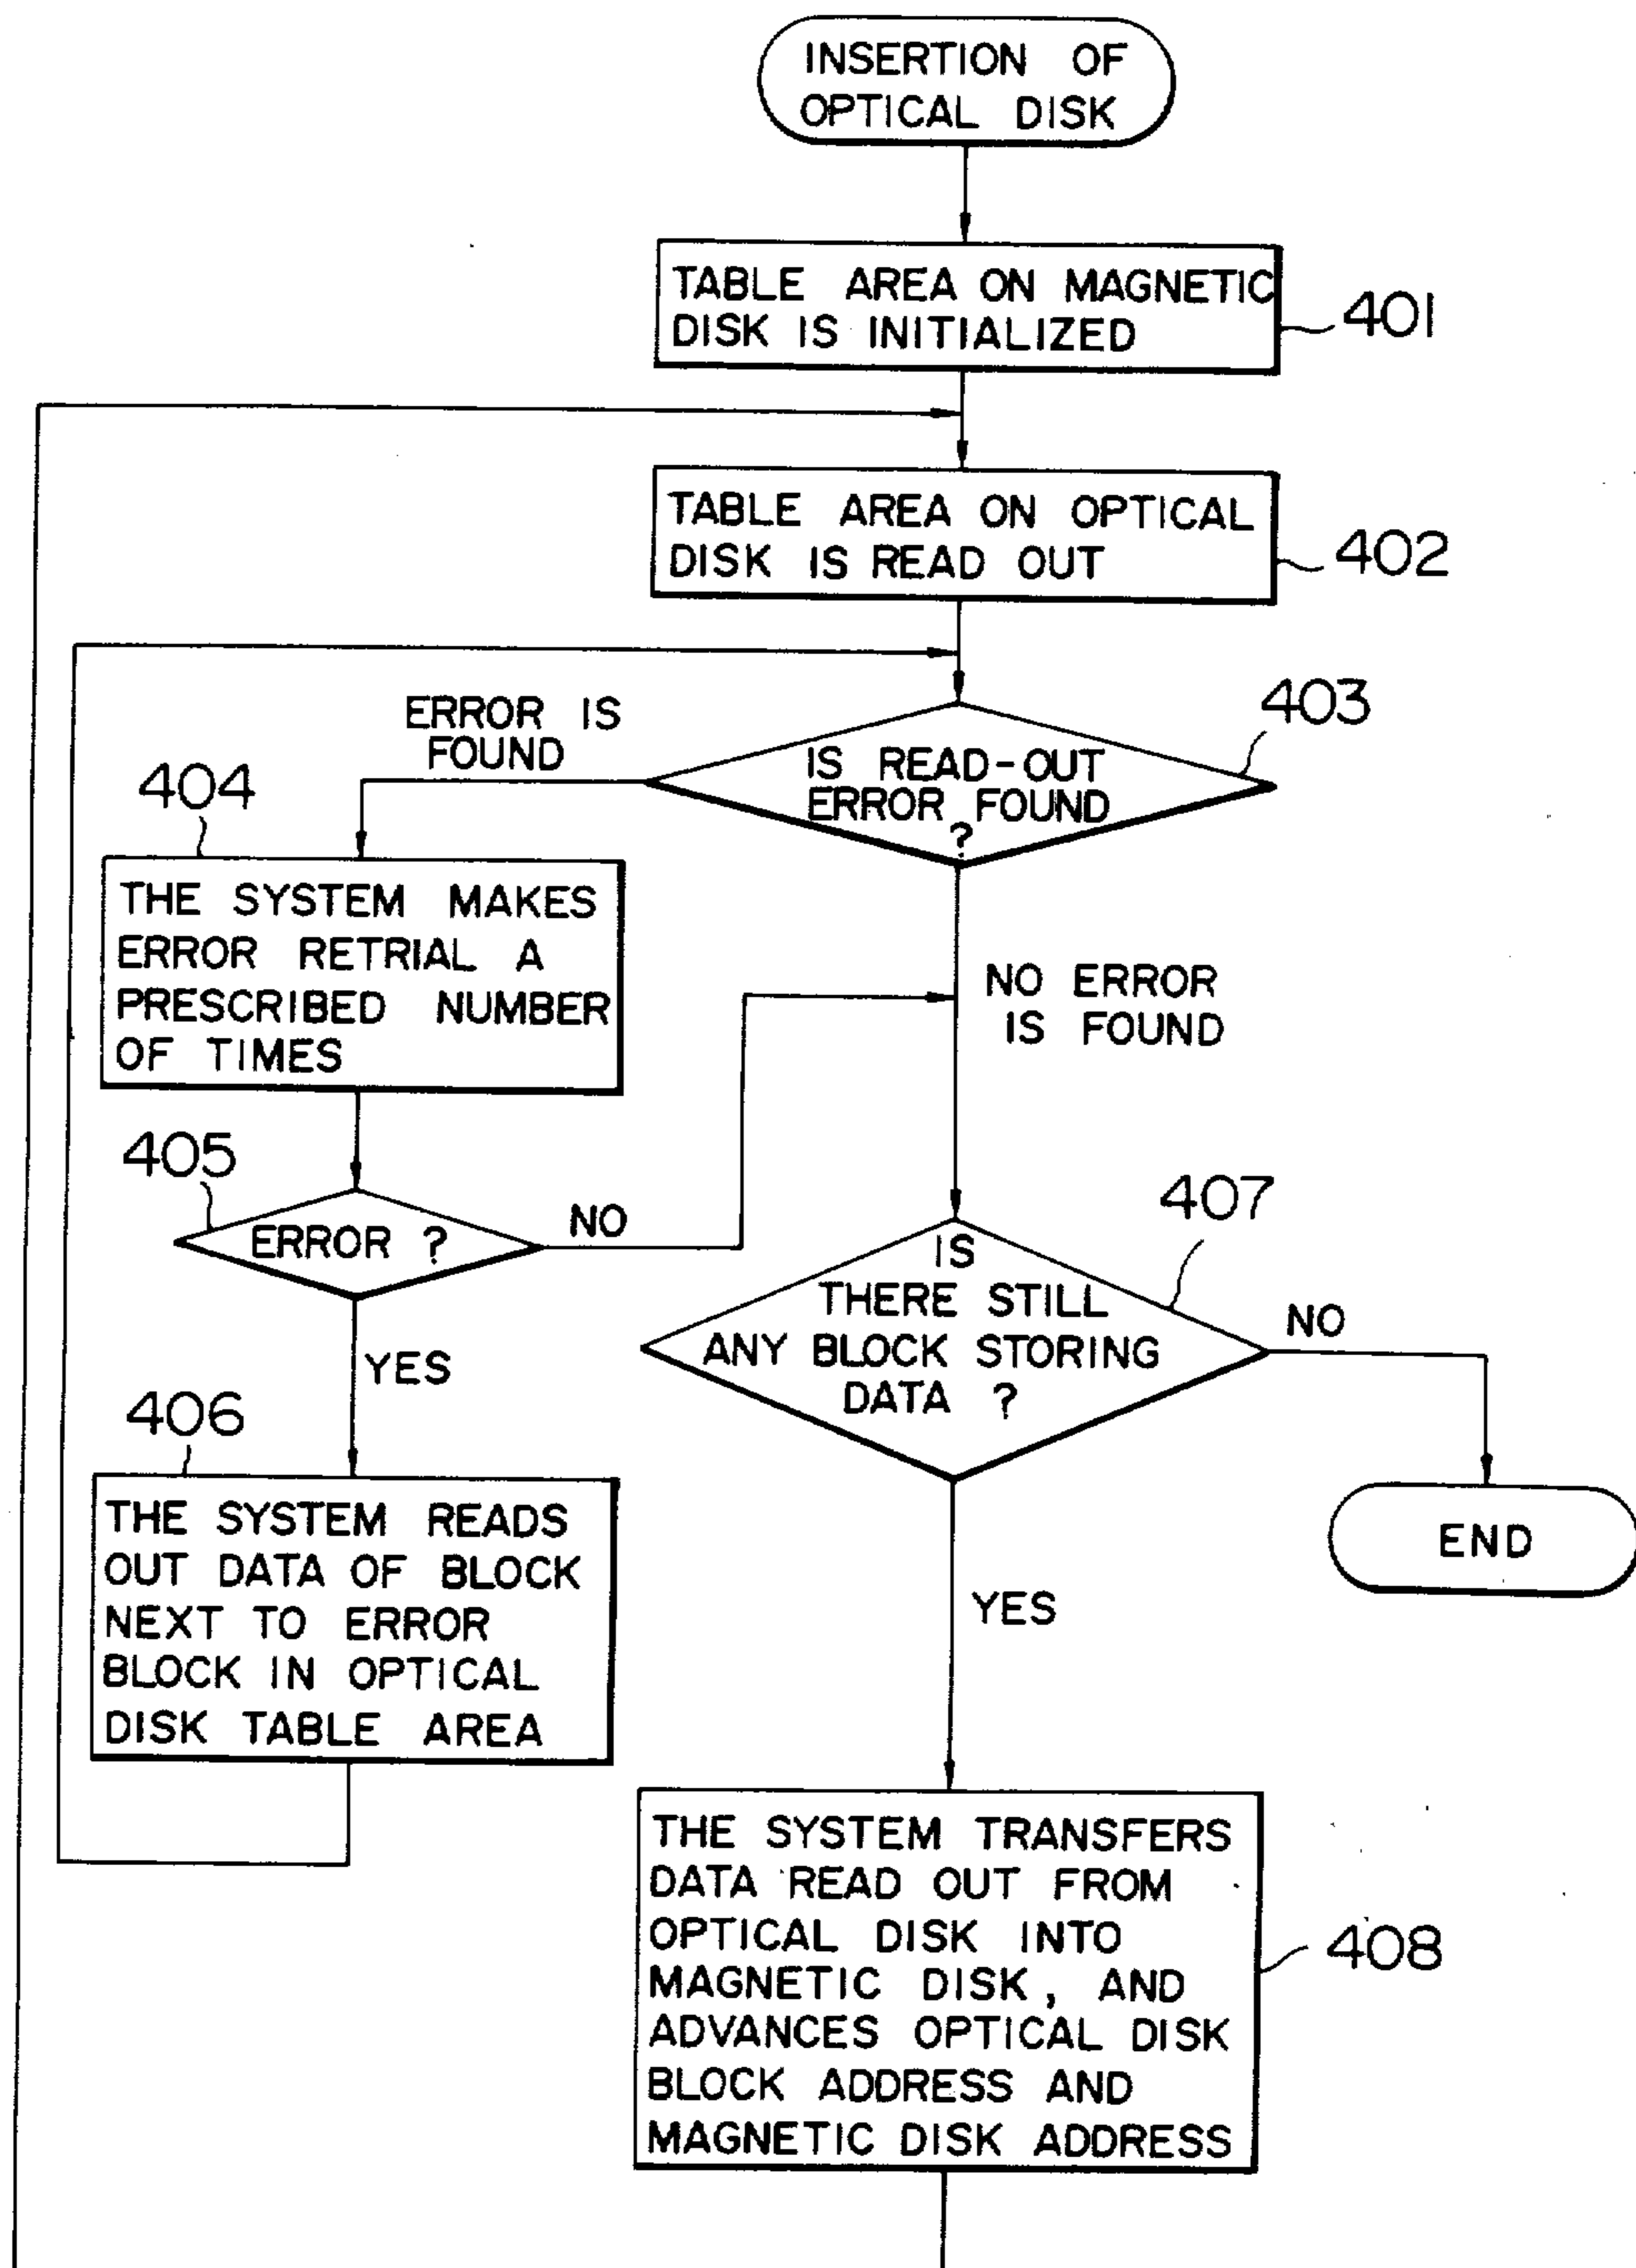 INSERTION OF
OPTICAL DISK
TABLE AREA ON MAGNETIC
DISK IS INITIALIZED
401
TABLE AREA ON OPTICAL
DISK IS READ OUT
402
403
IS READ-OUT
ERROR FOUND
?
ERROR IS
FOUND
404
THE SYSTEM MAKES
ERROR RETRIAL A
PRESCRIBED NUMBER
OF TIMES
NO ERROR
IS FOUND
405
ERROR ?
NO
YES
406
THE SYSTEM READS
OUT DATA OF BLOCK
NEXT TO ERROR
BLOCK IN OPTICAL
DISK TABLE AREA
407
IS
THERE STILL
ANY BLOCK STORING
DATA ?
NO
END
YES
THE SYSTEM TRANSFERS
DATA READ OUT FROM
OPTICAL DISK INTO
MAGNETIC DISK, AND
ADVANCES OPTICAL DISK
BLOCK ADDRESS AND
MAGNETIC DISK ADDRESS
408